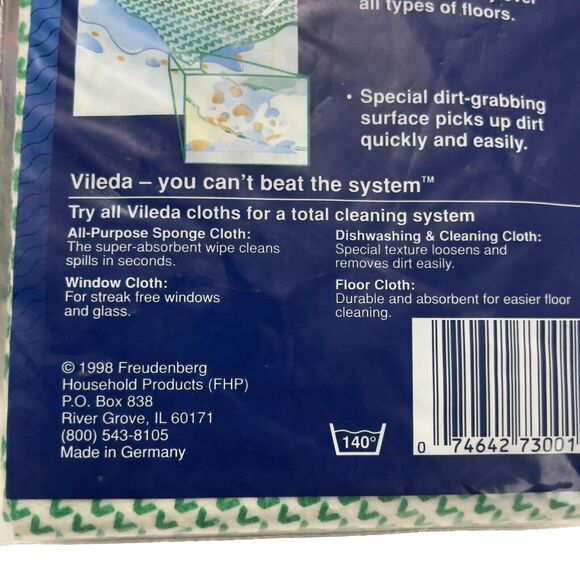 all types of floors.
• Special dirt-grabbing
surface picks up dirt
quickly and easily.
Vileda – you can't beat the system™
Try all Vileda cloths for a total cleaning system
All-Purpose Sponge Cloth:
The super-absorbent wipe cleans
spills in seconds.
Window Cloth:
For streak free windows
and glass.
Dishwashing & Cleaning Cloth:
Special texture loosens and
removes dirt easily.
Floor Cloth:
Durable and absorbent for easier floor
cleaning.
© 1998 Freudenberg
Household Products (FHP)
P.O. Box 838
River Grove, IL 60171
(800) 543-8105
Made in Germany
140°
0 74642 73001